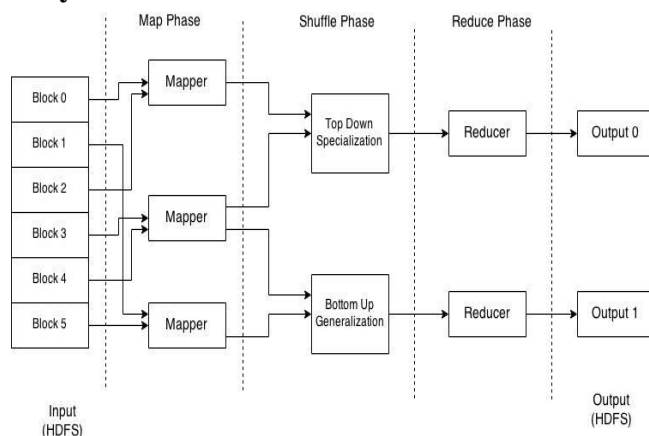 Map Phase
Shuffle Phase
Reduce Phase
Block 0
Block 1
Block 2
Block 3
Block 4
Block 5
Mapper
Mapper
Mapper
Top Down
Specialization
Bottom Up
Generalization
Reducer
Reducer
Output 0
Output 1
Input
(HDFS)
Output
(HDFS)